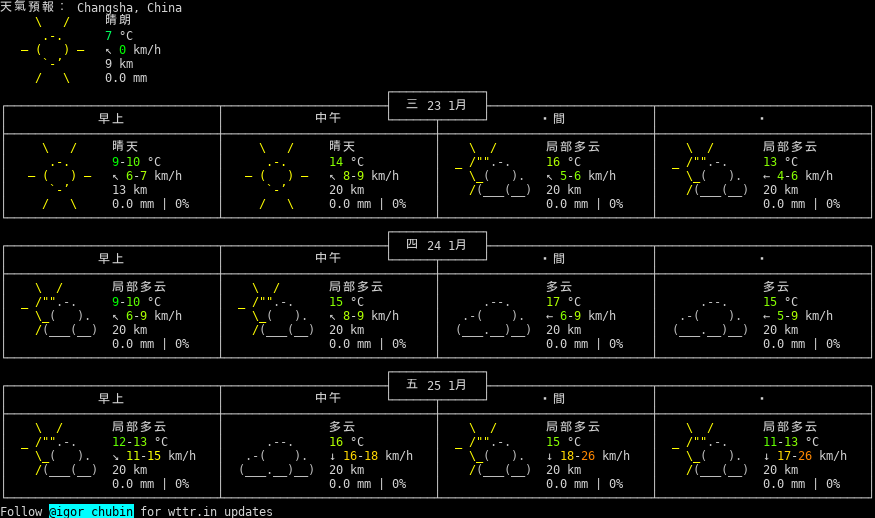 天氣預報： Changsha, China
晴朗
7 °C
↖ 0 km/h
9 km
0.0 mm
三 23 1月
早上 中午 ・間 ・
晴天 晴天 局部多云 局部多云
9-10 °C 14 °C 16 °C 13 °C
↖ 6-7 km/h ↖ 8-9 km/h ↖ 5-6 km/h ← 4-6 km/h
13 km 20 km 20 km 20 km
0.0 mm | 0% 0.0 mm | 0% 0.0 mm | 0% 0.0 mm | 0%
四 24 1月
早上 中午 ・間 ・
局部多云 局部多云 多云 多云
9-10 °C 15 °C 17 °C 15 °C
↖ 6-9 km/h ↖ 8-9 km/h ← 6-9 km/h ← 5-9 km/h
20 km 20 km 20 km 20 km
0.0 mm | 0% 0.0 mm | 0% 0.0 mm | 0% 0.0 mm | 0%
五 25 1月
早上 中午 ・間 ・
局部多云 多云 局部多云 局部多云
12-13 °C 16 °C 15 °C 11-13 °C
↘ 11-15 km/h ↓ 16-18 km/h ↓ 18-26 km/h ↓ 17-26 km/h
20 km 20 km 20 km 20 km
0.0 mm | 0% 0.0 mm | 0% 0.0 mm | 0% 0.0 mm | 0%
Follow @igor_chubin for wttr.in updates